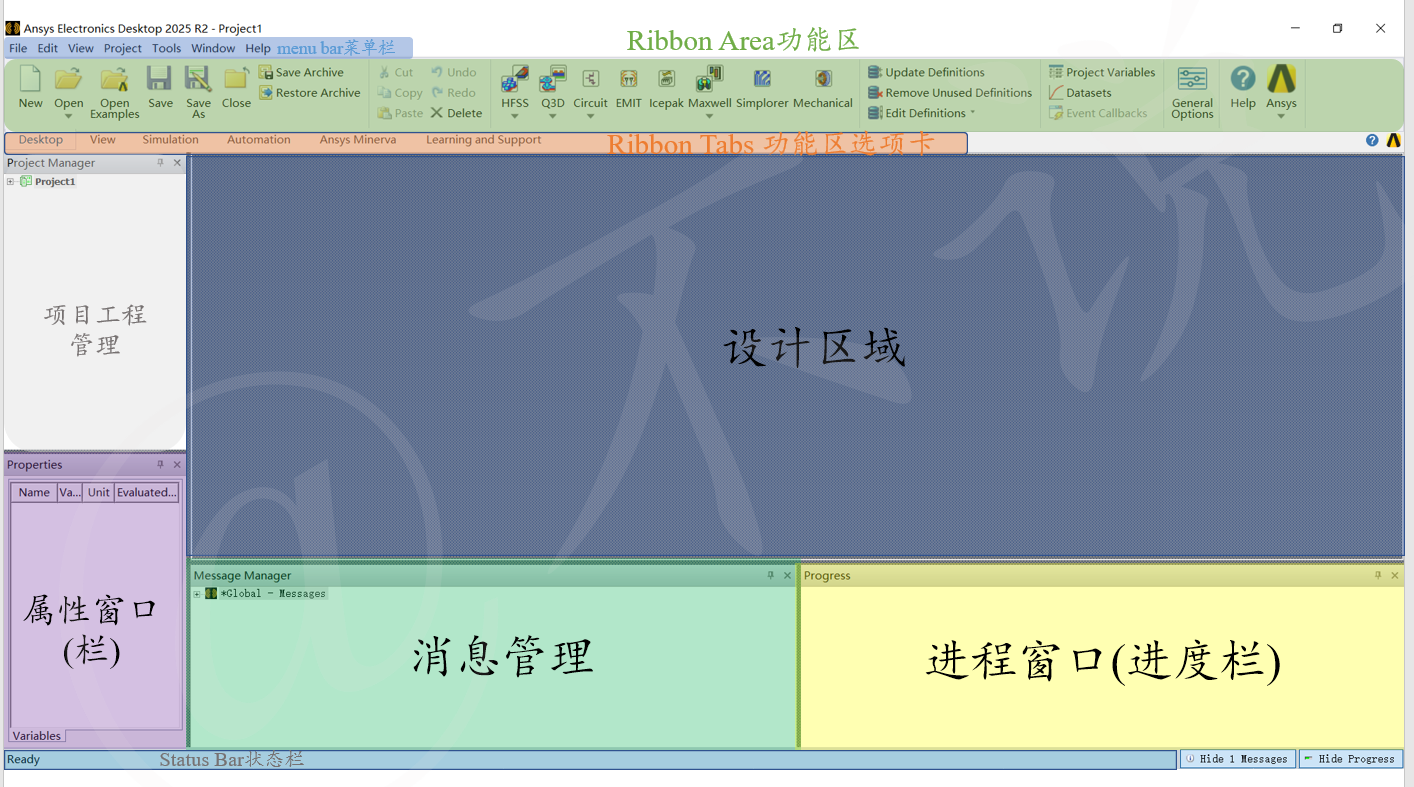 Ansys Electronics Desktop 2025 R2 - Project1
File Edit View Project Tools Window Help menu bar菜单栏
Ribbon Area功能区
New
Open
Open Examples
Save
Save As
Close
Save Archive
Restore Archive
Cut
Copy
Paste
Undo
Redo
Delete
HFSS
Q3D
Circuit
EMIT
Icepak
Maxwell
Simplorer
Mechanical
Update Definitions
Remove Unused Definitions
Edit Definitions
Project Variables
Datasets
Event Callbacks
General Options
Help
Ansys
Desktop View Simulation Automation Ansys Minerva Learning and Support
Ribbon Tabs 功能区选项卡
Project Manager
Project1
项目工程
管理
设计区域
Properties
Name Va... Unit Evaluated...
属性窗口
(栏)
Variables
Message Manager
*Global - Messages
消息管理
Progress
进程窗口(进度栏)
Ready
Status Bar状态栏
Hide 1 Messages
Hide Progress